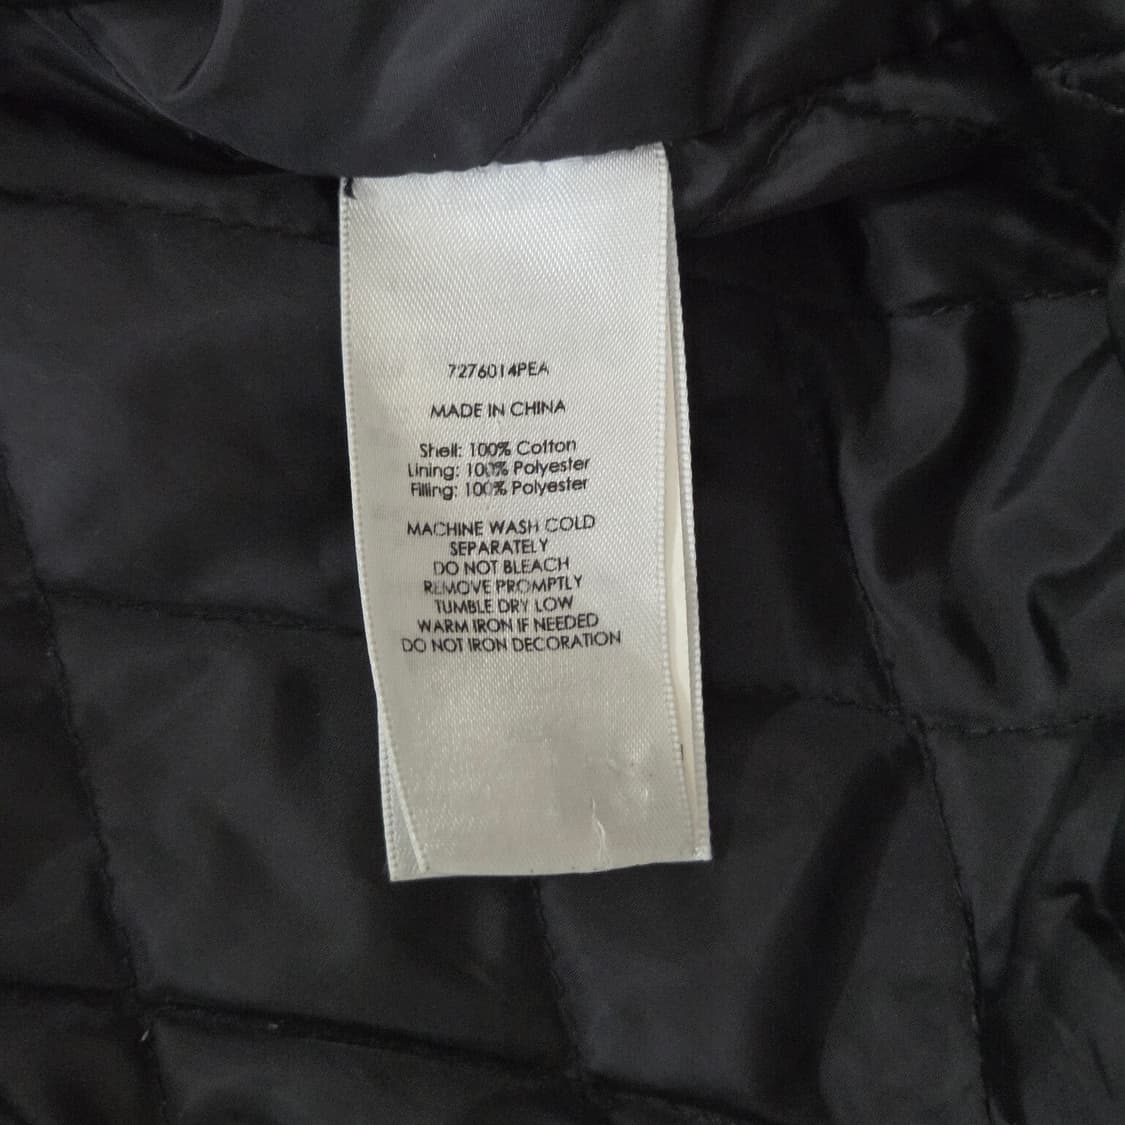 7276014PEA
MADE IN CHINA
Shell: 100% Cotton
Lining: 100% Polyester
Filling: 100% Polyester
MACHINE WASH COLD
SEPARATELY
DO NOT BLEACH
REMOVE PROMPTLY
TUMBLE DRY LOW
WARM IRON IF NEEDED
DO NOT IRON DECORATION